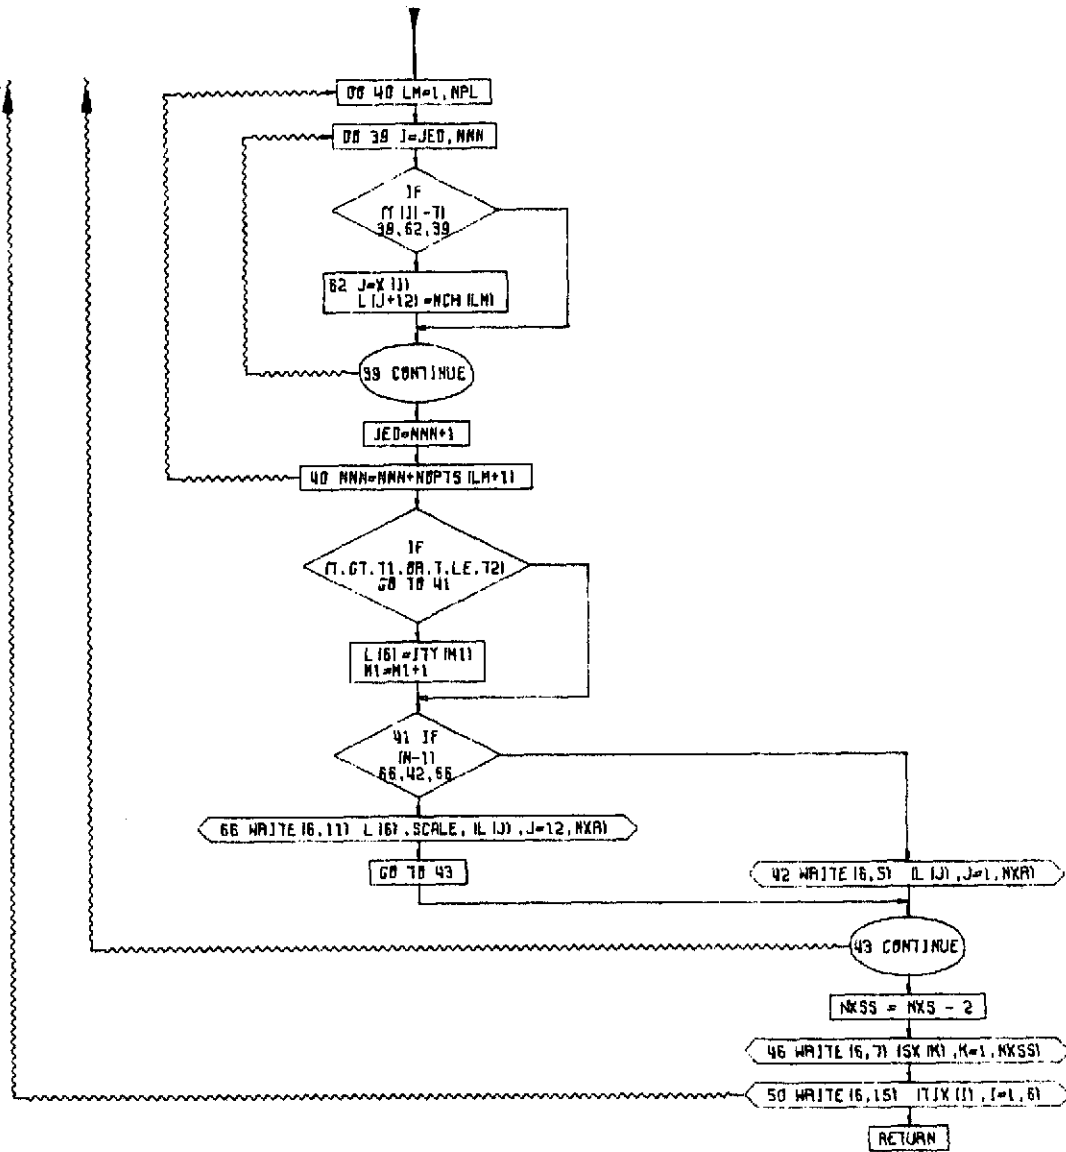 DO 40 LM=1,NPL
DO 39 I=JED,NNN
IF
(T(I)-T)
39,62,39
62 J=X(I)
L(J+12)=NCH(LM)
39 CONTINUE
JED=NNN+1
40 NNN=NNN+NOPTS(LM+1)
IF
(T.GT.T1.OR.T.LE.T2)
GO TO 41
L(6)=ITY(M1)
M1=M1+1
41 IF
(N-1)
66,42,66
66 WRITE(6,11) L(6),SCALE,(L(J),J=12,NXA)
GO TO 43
42 WRITE(6,5) (L(J),J=1,NXA)
43 CONTINUE
NXSS = NXS - 2
46 WRITE(6,7)(SX(K),K=1,NXSS)
50 WRITE(6,15) (TIX(I),I=1,6)
RETURN